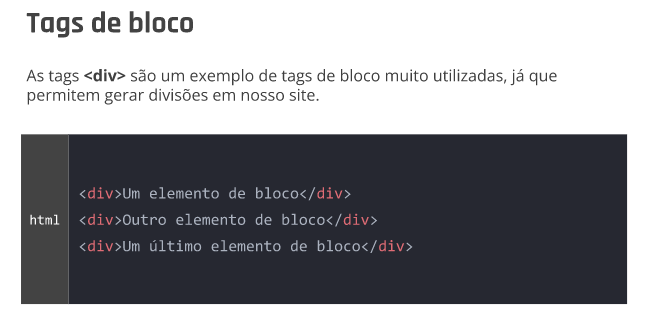 Tags de bloco
As tags <div> são um exemplo de tags de bloco muito utilizadas, já que
permitem gerar divisões em nosso site.
<div>Um elemento de bloco</div>
html <div>Outro elemento de bloco</div>
<div>Um último elemento de bloco</div>